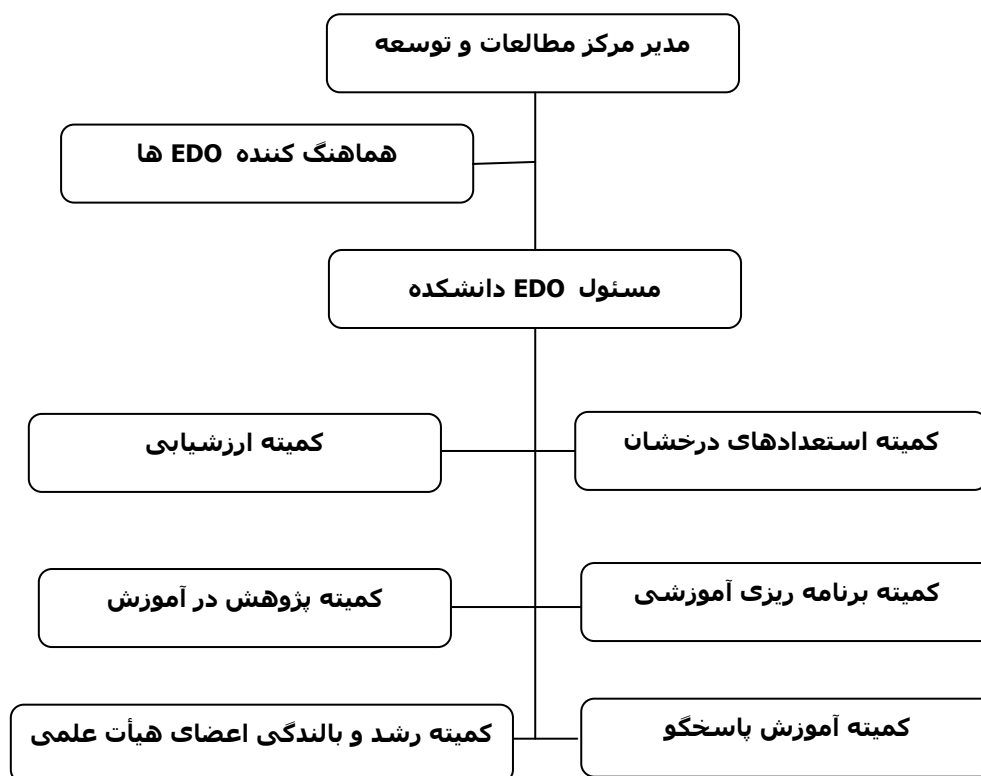 مدیر مرکز مطالعات و توسعه
هماهنگ کننده EDO ها
مسئول EDO دانشکده
کمیته استعدادهای درخشان
کمیته ارزشیابی
کمیته برنامه ریزی آموزشی
کمیته پژوهش در آموزش
کمیته آموزش پاسخگو
کمیته رشد و بالندگی اعضای هیأت علمی